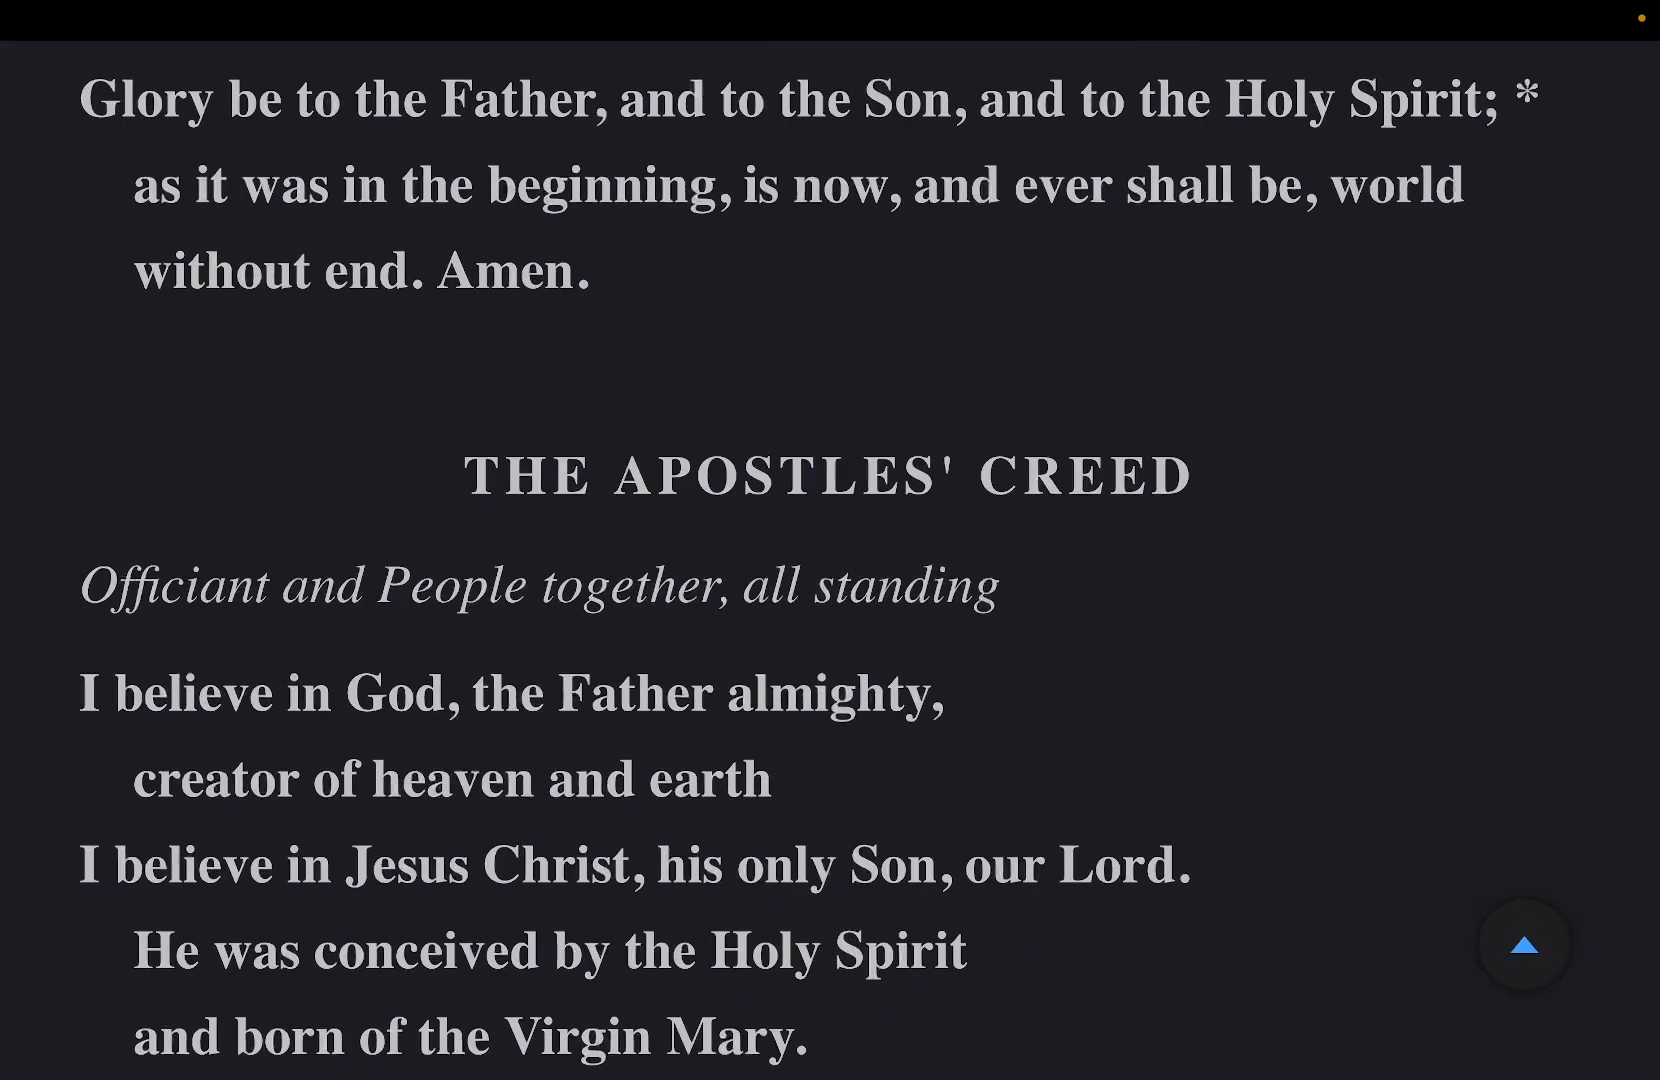 Glory be to the Father, and to the Son, and to the Holy Spirit; *
as it was in the beginning, is now, and ever shall be, world
without end. Amen.
THE APOSTLES' CREED
Officiant and People together, all standing
I believe in God, the Father almighty,
creator of heaven and earth
I believe in Jesus Christ, his only Son, our Lord.
He was conceived by the Holy Spirit
and born of the Virgin Mary.